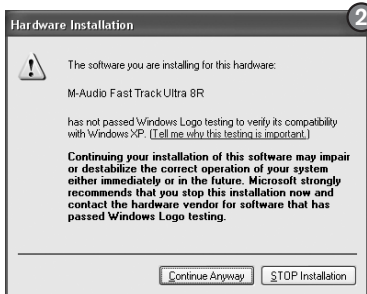 Hardware Installation
2
The software you are installing for this hardware:
M-Audio Fast Track Ultra 8R
has not passed Windows Logo testing to verify its compatibility
with Windows XP. (Tell me why this testing is important.)
Continuing your installation of this software may impair
or destabilize the correct operation of your system
either immediately or in the future. Microsoft strongly
recommends that you stop this installation now and
contact the hardware vendor for software that has
passed Windows Logo testing.
Continue Anyway
STOP Installation